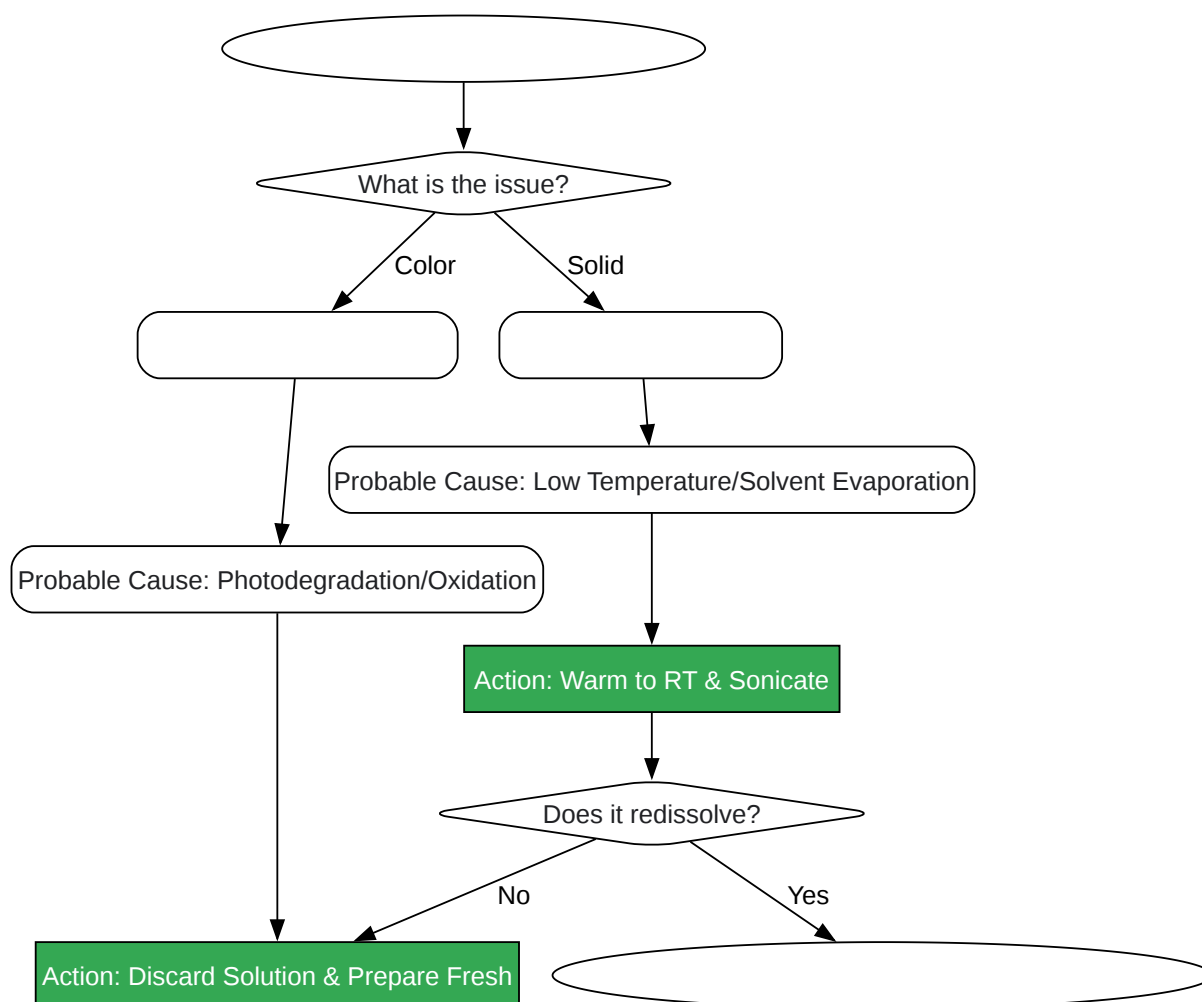 What is the issue?
Color
Solid
Probable Cause: Low Temperature/Solvent Evaporation
Probable Cause: Photodegradation/Oxidation
Action: Warm to RT & Sonicate
Does it redissolve?
No
Yes
Action: Discard Solution & Prepare Fresh